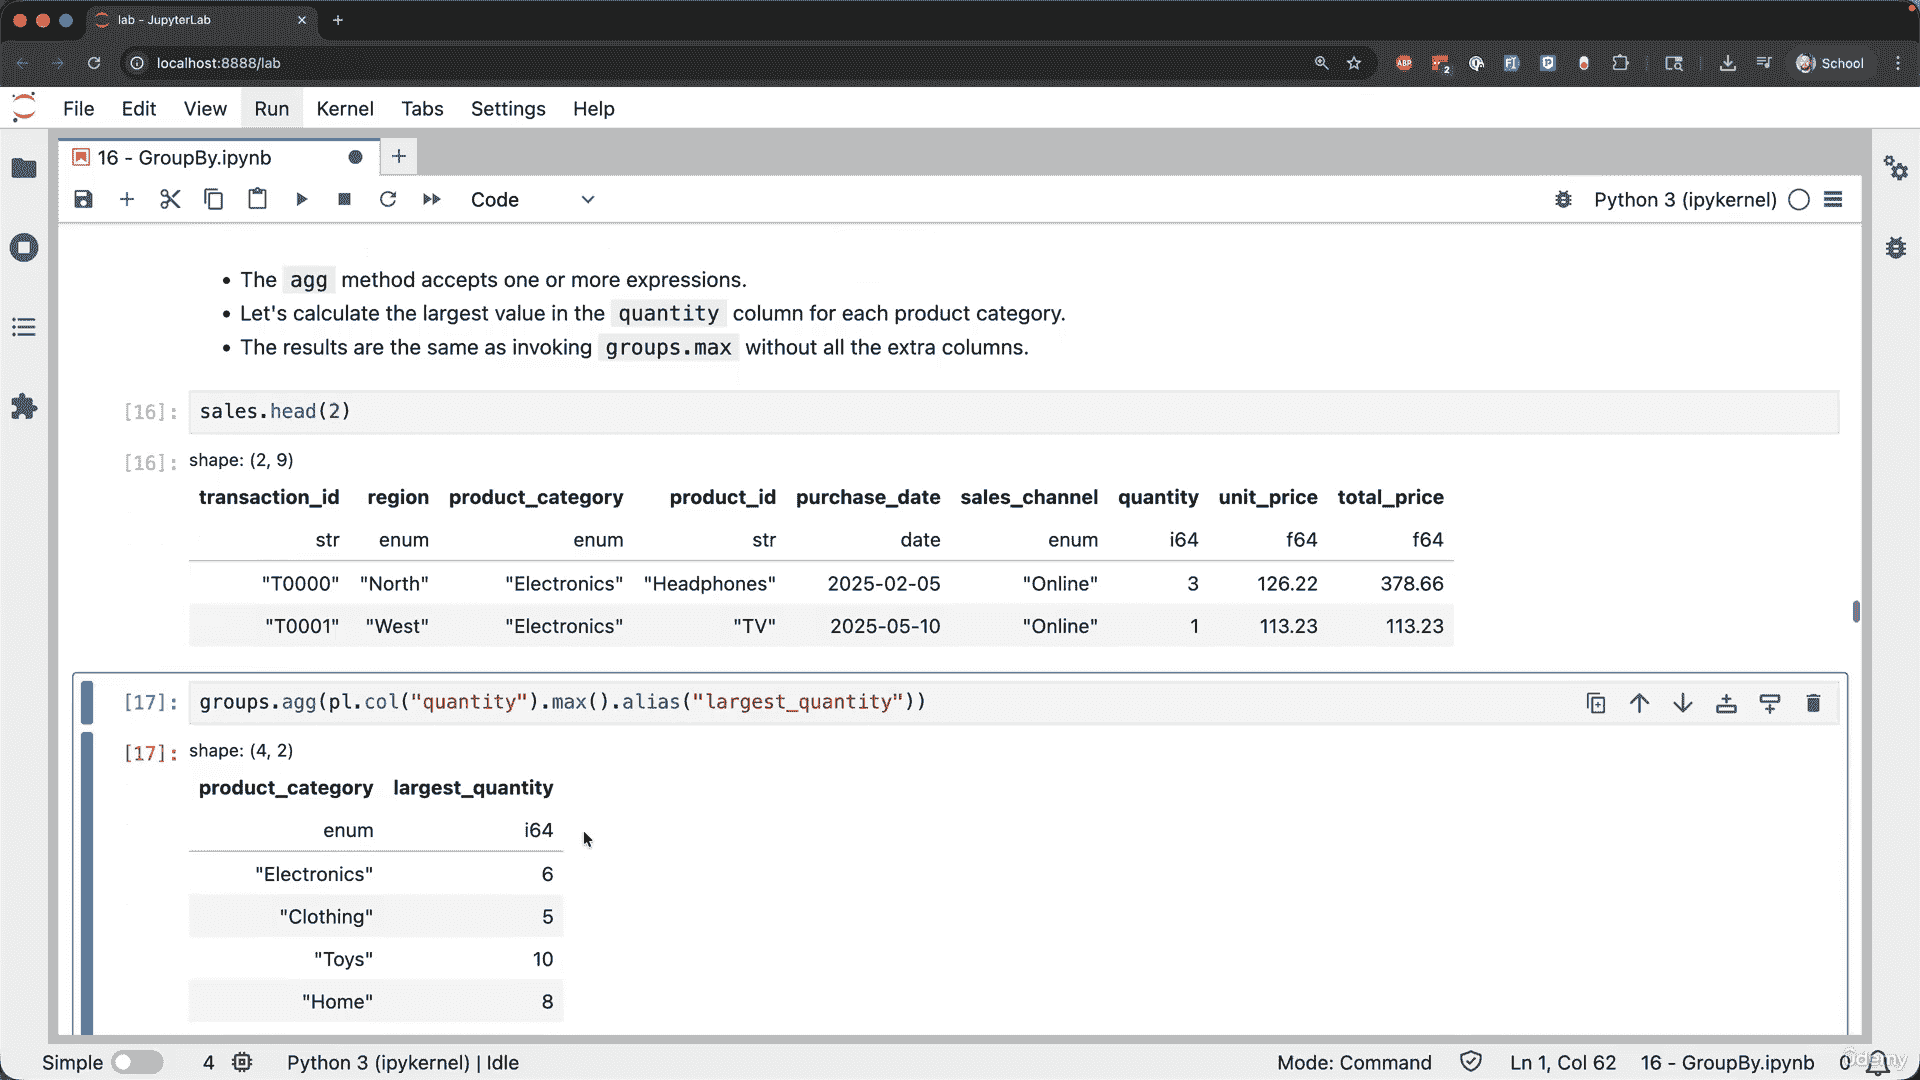 lab - JupyterLab
localhost:8888/lab
ABP
2
School
File Edit View Run Kernel Tabs Settings Help
16 - GroupBy.ipynb
Code
Python 3 (ipykernel)
• The agg method accepts one or more expressions.
• Let's calculate the largest value in the quantity column for each product category.
• The results are the same as invoking groups.max without all the extra columns.
[16]: sales.head(2)
[16]: shape: (2, 9)
transaction_id region product_category product_id purchase_date sales_channel quantity unit_price total_price
str enum enum str date enum i64 f64 f64
"T0000" "North" "Electronics" "Headphones" 2025-02-05 "Online" 3 126.22 378.66
"T0001" "West" "Electronics" "TV" 2025-05-10 "Online" 1 113.23 113.23
[17]: groups.agg(pl.col("quantity").max().alias("largest_quantity"))
[17]: shape: (4, 2)
product_category largest_quantity
enum i64
"Electronics" 6
"Clothing" 5
"Toys" 10
"Home" 8
Simple 4 Python 3 (ipykernel) | Idle Mode: Command Ln 1, Col 62 16 - GroupBy.ipynb 0
Udemy